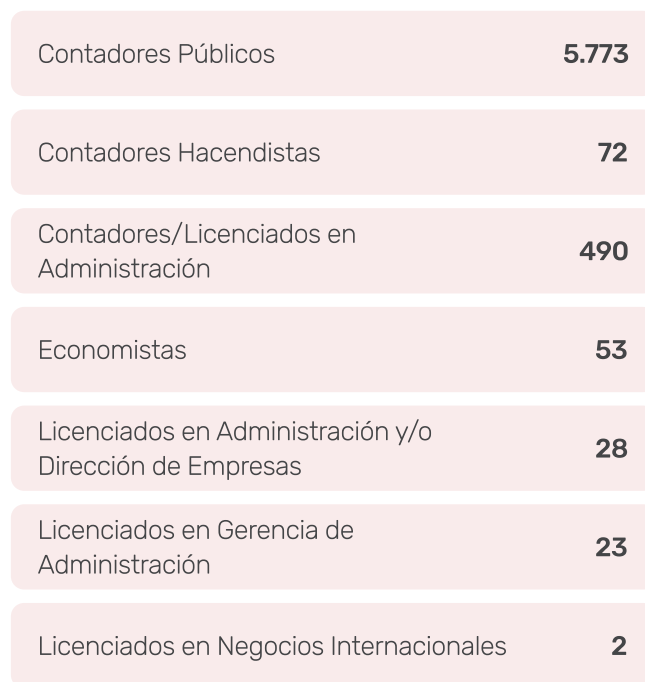 Contadores Públicos 5.773
Contadores Hacendistas 72
Contadores/Licenciados en
Administración 490
Economistas 53
Licenciados en Administración y/o
Dirección de Empresas 28
Licenciados en Gerencia de
Administración 23
Licenciados en Negocios Internacionales 2